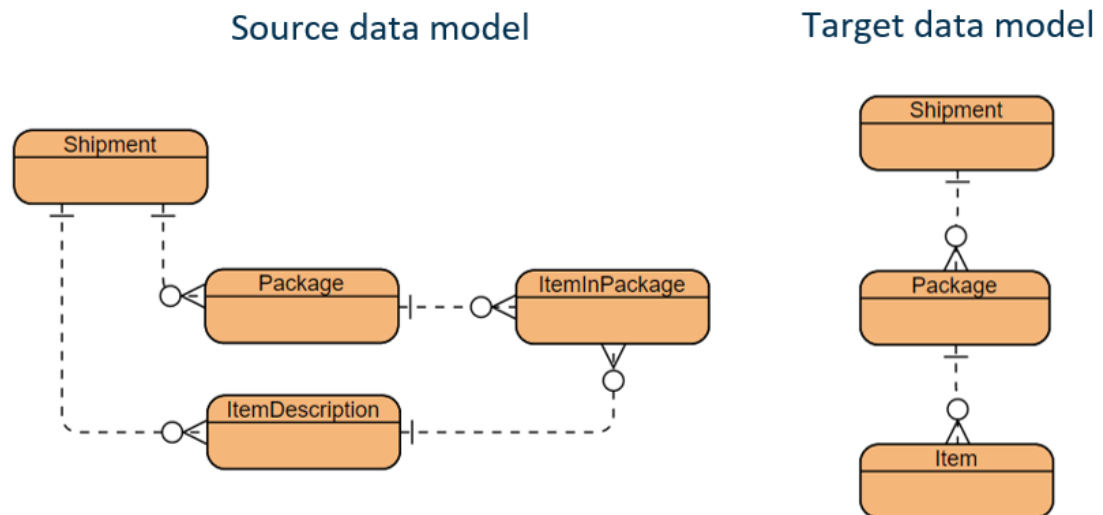 Source data model
Target data model
Shipment
Package
ItemInPackage
ItemDescription
Shipment
Package
Item